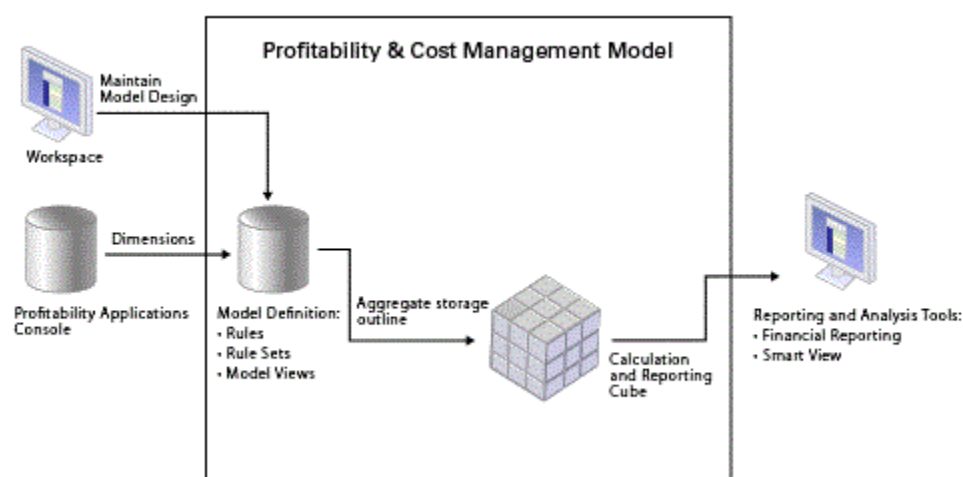 Profitability & Cost Management Model
Maintain
Model Design
Workspace
Dimensions
Profitability Applications
Console
Model Definition:
• Rules
• Rule Sets
• Model Views
Aggregate storage
outline
Calculation
and Reporting
Cube
Reporting and Analysis Tools:
• Financial Reporting
• Smart View